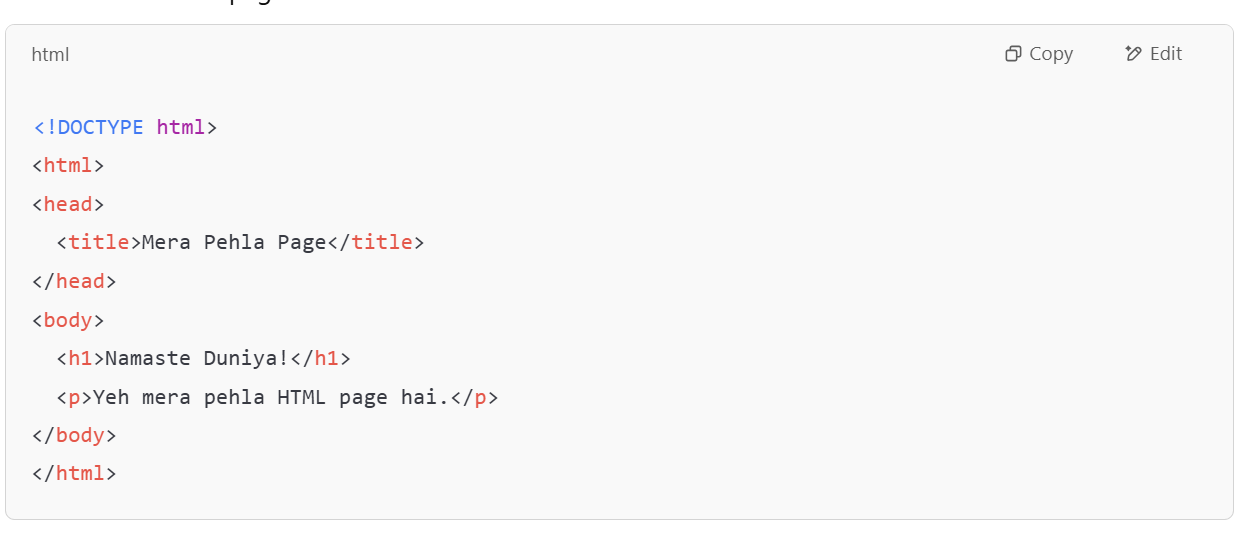 html
Copy
Edit
<!DOCTYPE html>
<html>
<head>
  <title>Mera Pehla Page</title>
</head>
<body>
  <h1>Namaste Duniya!</h1>
  <p>Yeh mera pehla HTML page hai.</p>
</body>
</html>